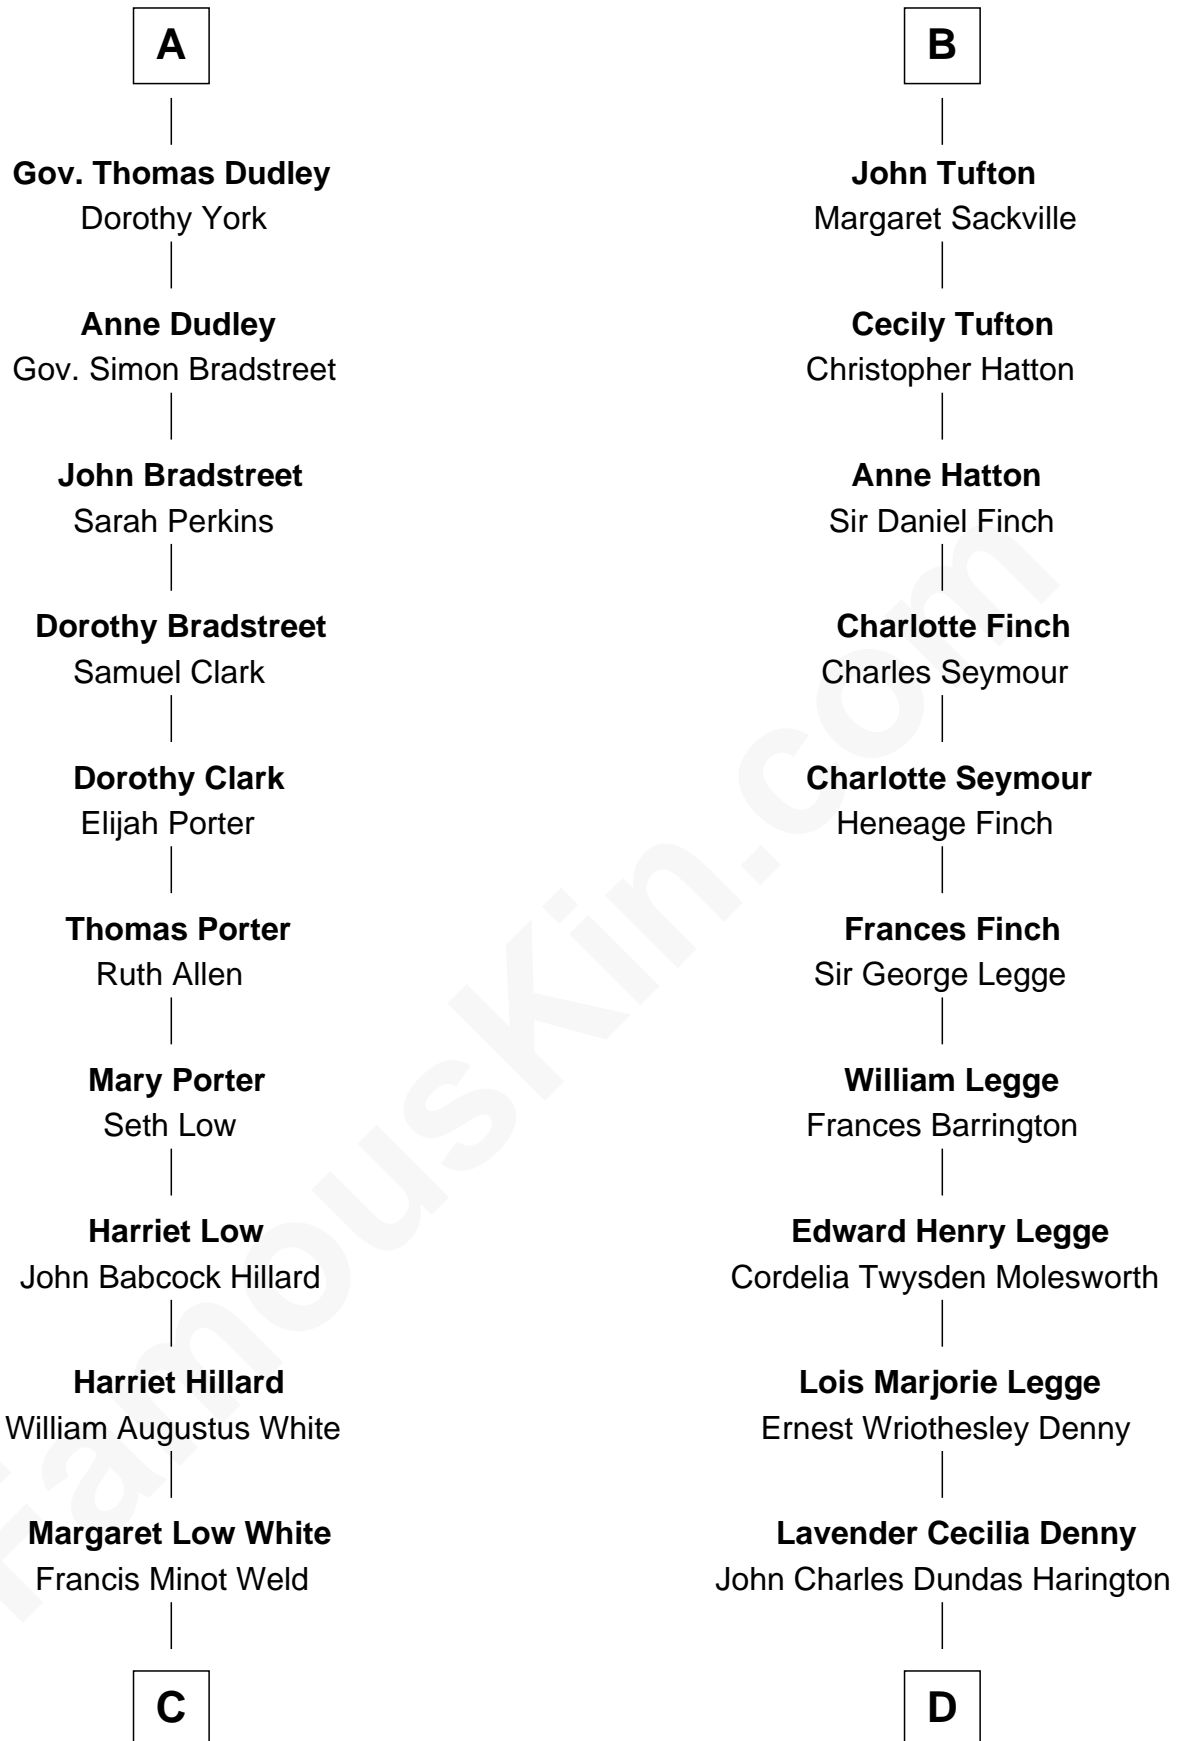 A
Gov. Thomas Dudley
Dorothy York
Anne Dudley
Gov. Simon Bradstreet
John Bradstreet
Sarah Perkins
Dorothy Bradstreet
Samuel Clark
Dorothy Clark
Elijah Porter
Thomas Porter
Ruth Allen
Mary Porter
Seth Low
Harriet Low
John Babcock Hillard
Harriet Hillard
William Augustus White
Margaret Low White
Francis Minot Weld
C
B
John Tufton
Margaret Sackville
Cecily Tufton
Christopher Hatton
Anne Hatton
Sir Daniel Finch
Charlotte Finch
Charles Seymour
Charlotte Seymour
Heneage Finch
Frances Finch
Sir George Legge
William Legge
Frances Barrington
Edward Henry Legge
Cordelia Twysden Molesworth
Lois Marjorie Legge
Ernest Wriothesley Denny
Lavender Cecilia Denny
John Charles Dundas Harington
D
FamousKin.com